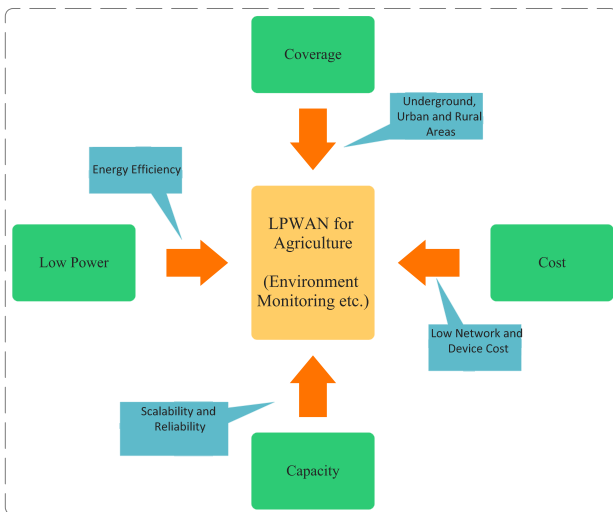 Coverage
Underground,
Urban and Rural
Areas
Energy Efficiency
LPWAN for
Agriculture
(Environment
Monitoring etc.)
Low Power
Cost
Low Network and
Device Cost
Scalability and
Reliability
Capacity